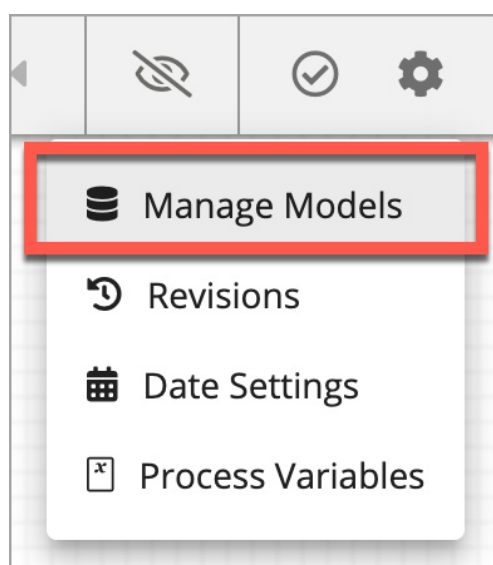 Manage Models
Revisions
Date Settings
x Process Variables